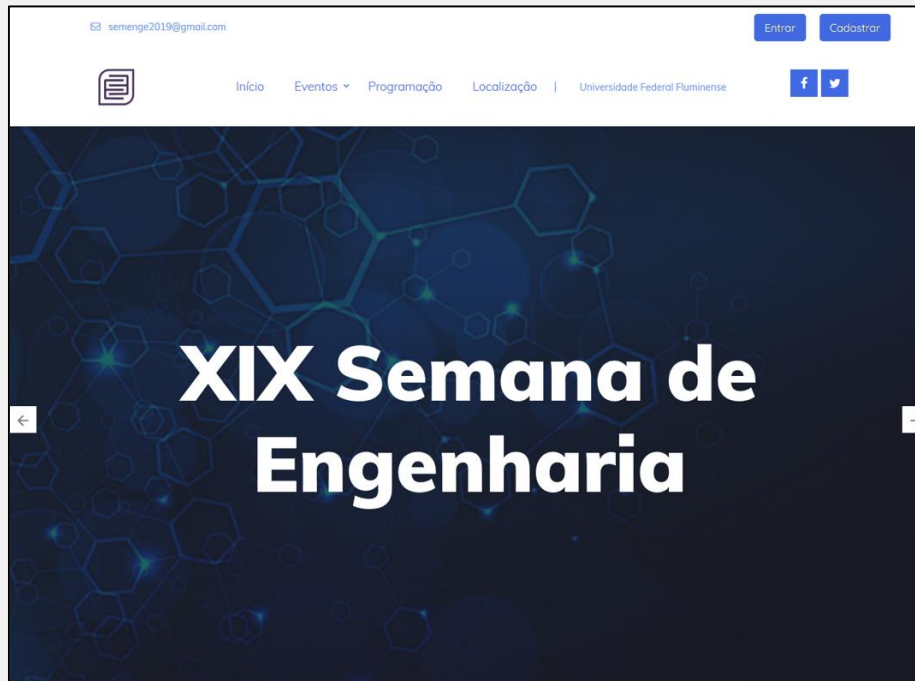 semenge2019@gmail.com
Entrar Cadastrar
Início Eventos Programação Localização | Universidade Federal Fluminense
XIX Semana de
Engenharia